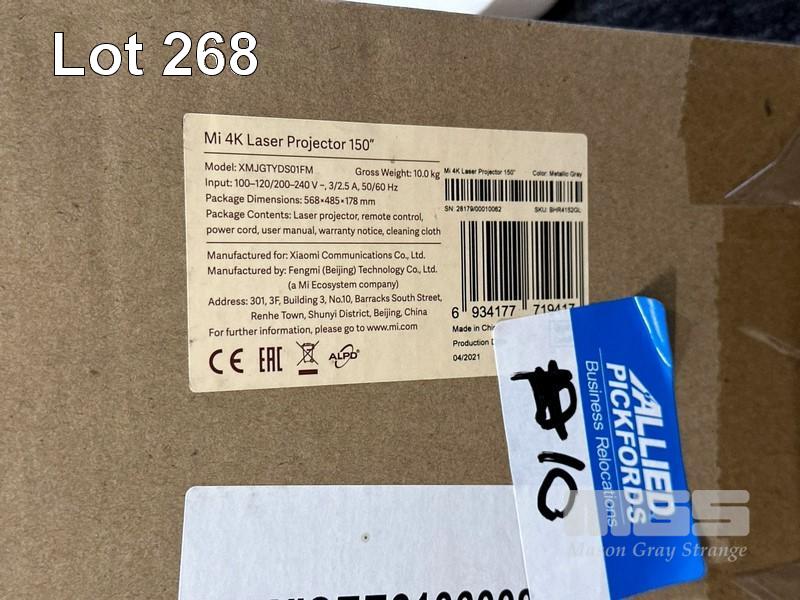 Lot 268
Mi 4K Laser Projector 150″
Model: XMJGTYDS01FM Gross Weight: 10.0 kg
Input: 100–120/200–240 V ~, 3/2.5 A, 50/60 Hz
Package Dimensions: 568×485×178 mm
Package Contents: Laser projector, remote control,
power cord, user manual, warranty notice, cleaning cloth
Manufactured for: Xiaomi Communications Co., Ltd.
Manufactured by: Fengmi (Beijing) Technology Co., Ltd.
(a Mi Ecosystem company)
Address: 301, 3F, Building 3, No.10, Barracks South Street,
Renhe Town, Shunyi District, Beijing, China
For further information, please go to www.mi.com
CE EAC ALPD
Mi 4K Laser Projector 150″ Color: Metallic Gray
SN: 28179/00010062 SKU: BHR4152GL
6 934177 719417
Made in
Production
04/2021
ALLIED
PICKFORDS
Business Relocations
10
MGS
Mason Gray Strange